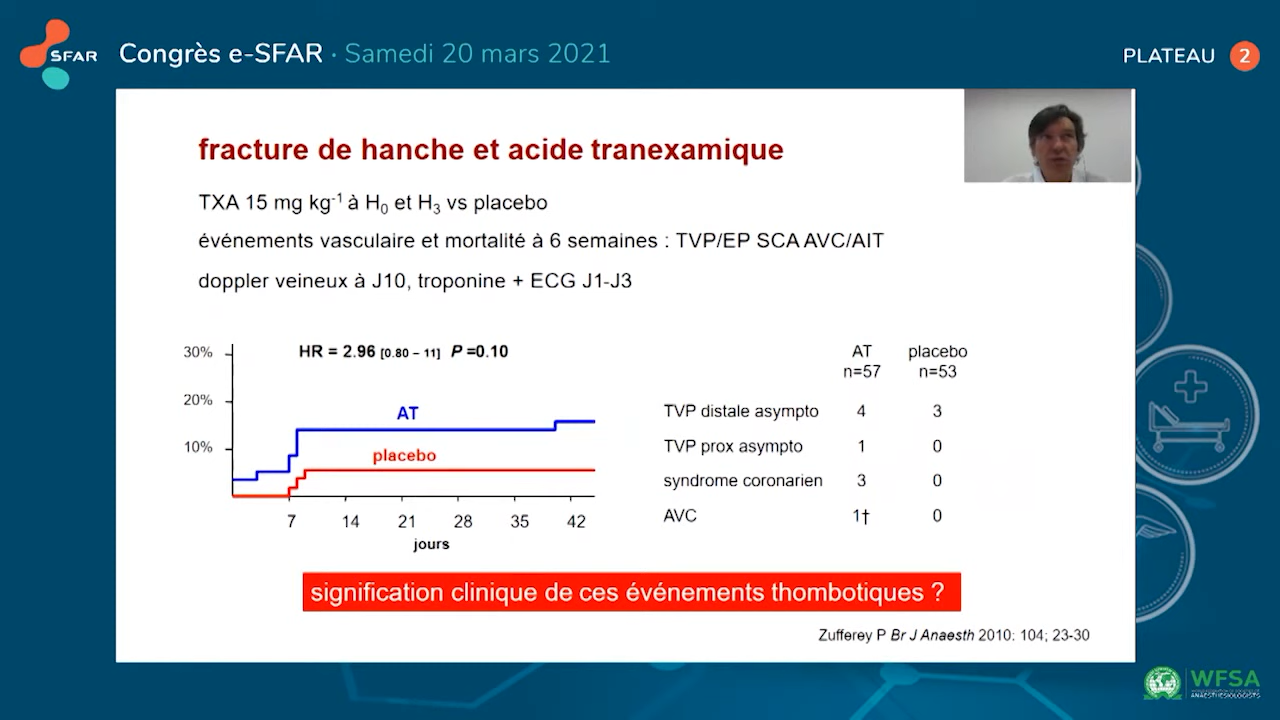 SFAR
Congrès e-SFAR · Samedi 20 mars 2021
PLATEAU 2
fracture de hanche et acide tranexamique
TXA 15 mg kg-1 à H0 et H3 vs placebo
événements vasculaire et mortalité à 6 semaines : TVP/EP SCA AVC/AIT
doppler veineux à J10, troponine + ECG J1-J3
HR = 2.96 [0.80 – 11] P =0.10
30%
20%
10%
AT
placebo
7 14 21 28 35 42
jours
AT placebo
n=57 n=53
TVP distale asympto 4 3
TVP prox asympto 1 0
syndrome coronarien 3 0
AVC 1† 0
signification clinique de ces événements thombotiques ?
Zufferey P Br J Anaesth 2010: 104; 23-30
WFSA
ANAESTHESIOLOGISTS